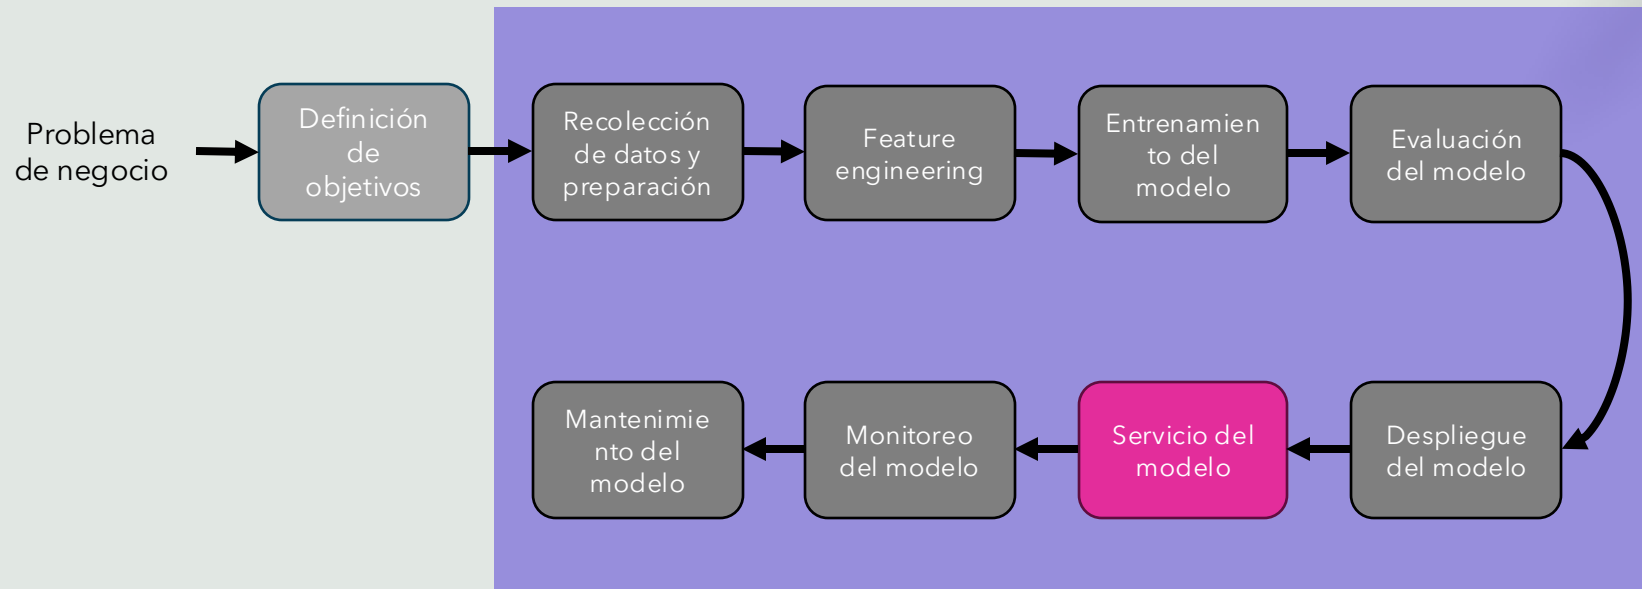 Problema
de negocio
Definición
de
objetivos
Recolección
de datos y
preparación
Feature
engineering
Entrenamien
to del
modelo
Evaluación
del modelo
Mantenimie
nto del
modelo
Monitoreo
del modelo
Servicio del
modelo
Despliegue
del modelo